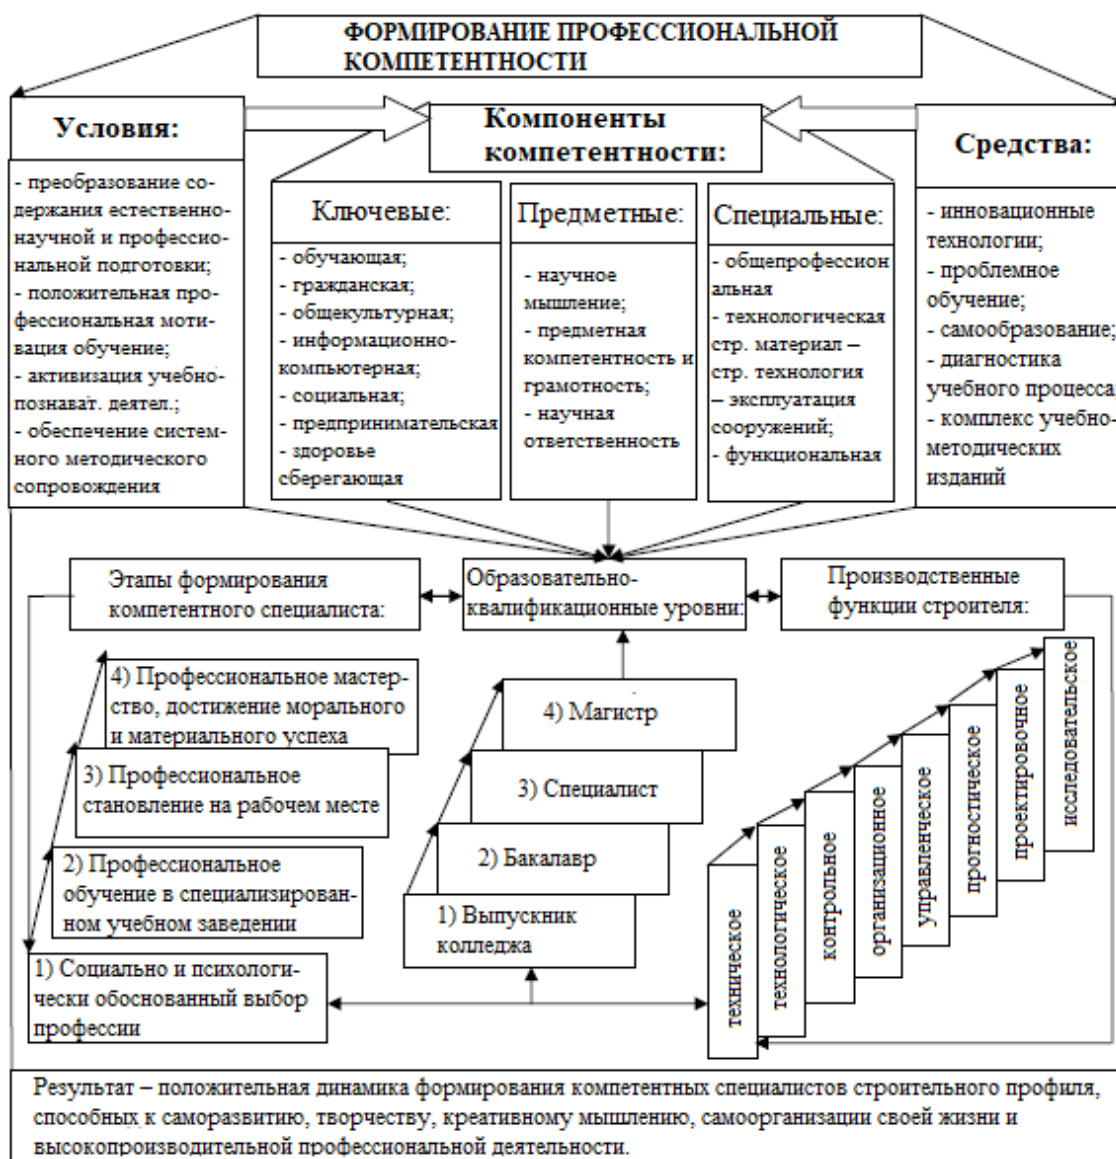 ФОРМИРОВАНИЕ ПРОФЕССИОНАЛЬНОЙ
КОМПЕТЕНТНОСТИ
Условия:
- преобразование со-
держания естественно-
научной и профессио-
нальной подготовки;
- положительная про-
фессиональная моти-
вация обучение;
- активизация учебно-
познават. деятел.;
- обеспечение систем-
ного методического
сопровождения
Компоненты
компетентности:
Ключевые:
- обучающая;
- гражданская;
- общекультурная;
- информационно-
компьютерная;
- социальная;
- предпринимательская
- здоровье
сберегающая
Предметные:
- научное
мышление;
- предметная
компетентность и
грамотность;
- научная
ответственность
Специальные:
- общепрофессион
альная
- технологическая
стр. материал –
стр. технология
– эксплуатация
сооружений;
- функциональная
Средства:
- инновационные
технологии;
- проблемное
обучение;
- самообразование;
- диагностика
учебного процесса;
- комплекс учебно-
методических
изданий
Этапы формирования
компетентного специалиста:
4) Профессиональное мастер-
ство, достижение морального
и материального успеха
3) Профессиональное
становление на рабочем месте
2) Профессиональное
обучение в специализирован-
ном учебном заведении
1) Социально и психологи-
чески обоснованный выбор
профессии
Образовательно-
квалификационные уровни:
4) Магистр
3) Специалист
2) Бакалавр
1) Выпускник
колледжа
Производственные
функции строителя:
техническое
технологическое
контрольное
организационное
управленческое
прогностическое
проектировочное
исследовательское
Результат – положительная динамика формирования компетентных специалистов строительного профиля,
способных к саморазвитию, творчеству, креативному мышлению, самоорганизации своей жизни и
высокопроизводительной профессиональной деятельности.